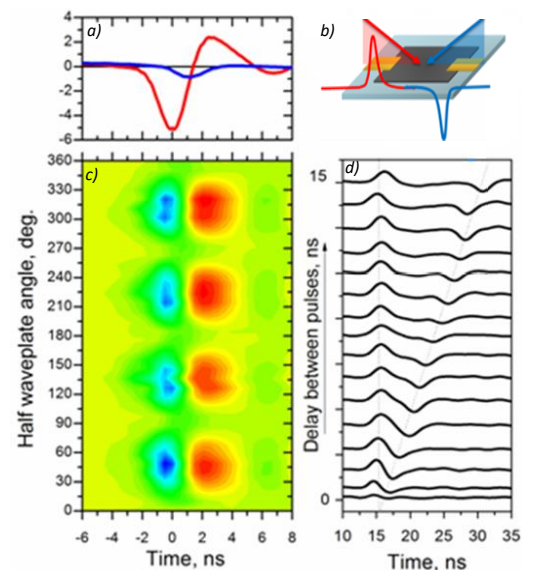 a)
4
2
0
-2
-4
-6
b)
c)
360
330
300
270
240
210
180
150
120
90
60
30
0
Half waveplate angle, deg.
-6 -4 -2 0 2 4 6 8
Time, ns
d)
15
0
Delay between pulses, ns
10 15 20 25 30 35
Time, ns